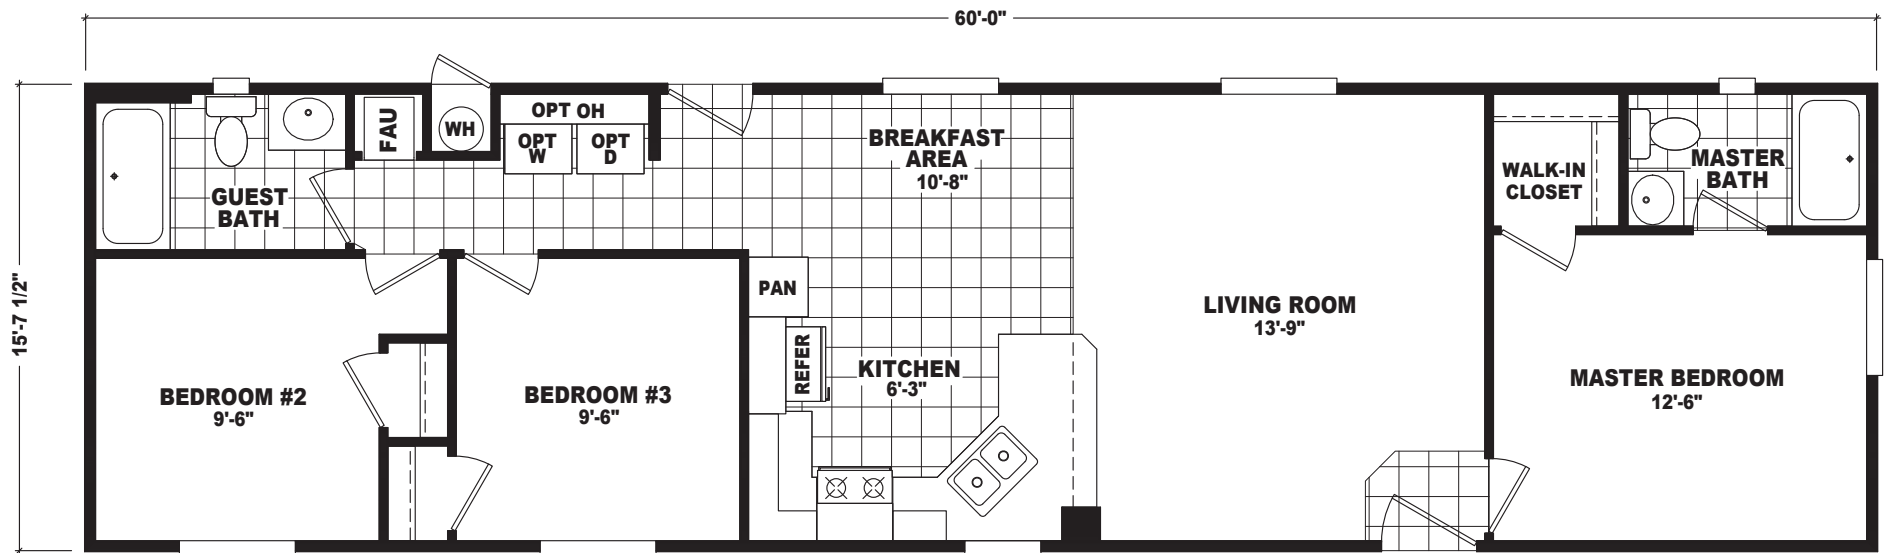 60'-0"
15'-7 1/2"
GUEST
BATH
FAU
WH
OPT OH
OPT
W
OPT
D
BREAKFAST
AREA
10'-8"
WALK-IN
CLOSET
MASTER
BATH
BEDROOM #2
9'-6"
BEDROOM #3
9'-6"
PAN
REFER
KITCHEN
6'-3"
LIVING ROOM
13'-9"
MASTER BEDROOM
12'-6"